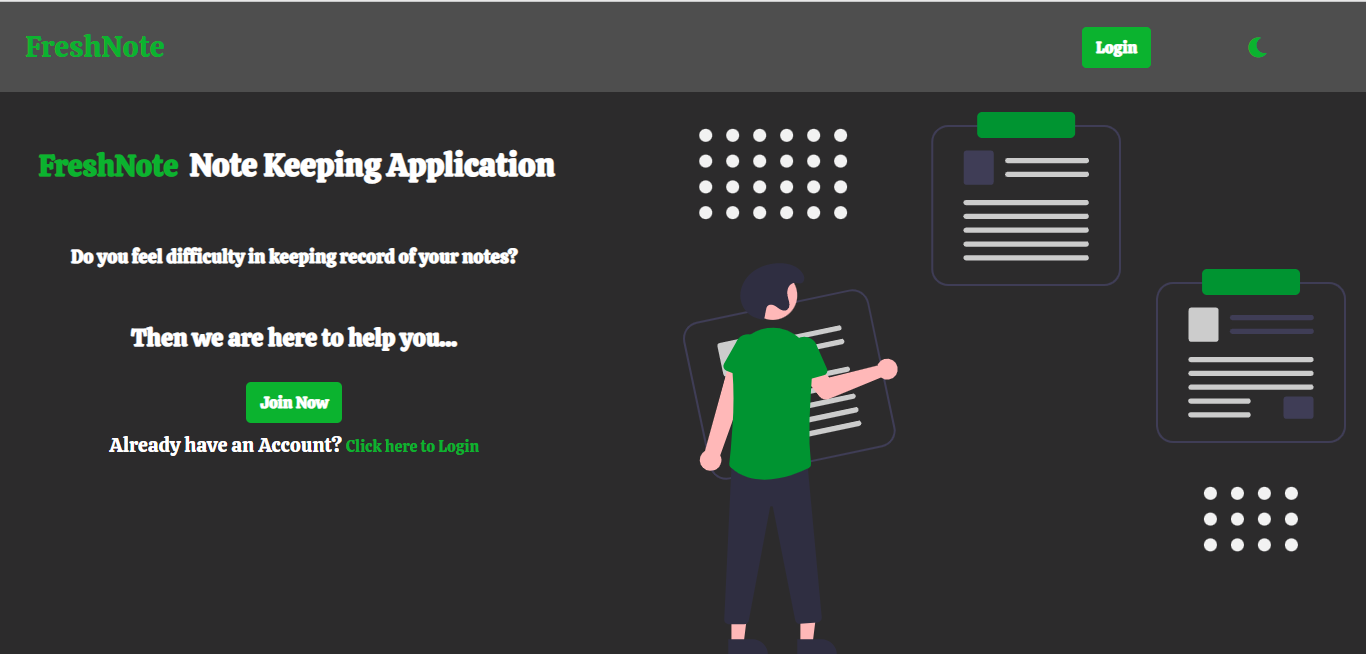 FreshNote
Login
FreshNote Note Keeping Application
Do you feel difficulty in keeping record of your notes?
Then we are here to help you...
Join Now
Already have an Account? Click here to Login